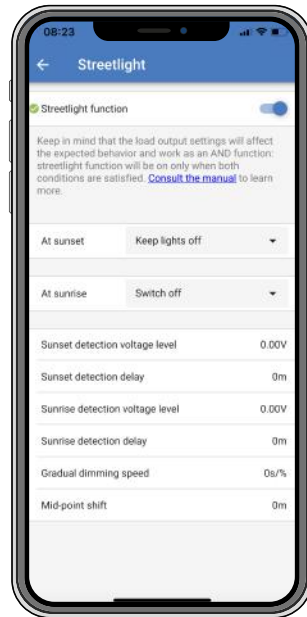 08:23
Streetlight
Streetlight function
Keep in mind that the load output settings will affect
the expected behavior and work as an AND function:
streetlight function will be on only when both
conditions are satisfied. Consult the manual to learn
more.
At sunset Keep lights off
At sunrise Switch off
Sunset detection voltage level 0.00V
Sunset detection delay 0m
Sunrise detection voltage level 0.00V
Sunrise detection delay 0m
Gradual dimming speed 0s/%
Mid-point shift 0m